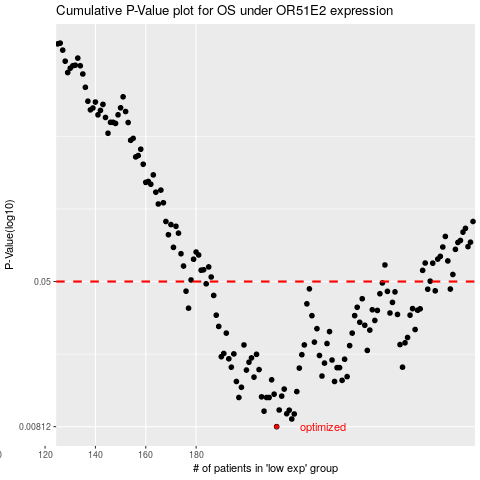 Cumulative P-Value plot for OS under OR51E2 expression
P-Value(log10)
0.05
0.00812
optimized
0 120 140 160 180
# of patients in 'low exp' group